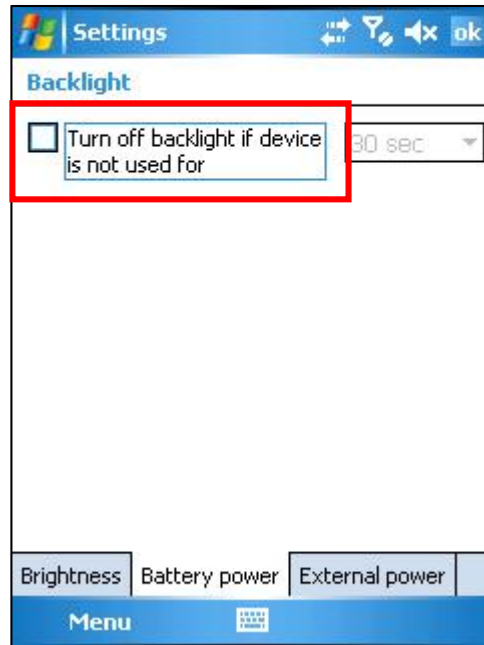 Settings
ok
Backlight
Turn off backlight if device
is not used for
30 sec
Brightness
Battery power
External power
Menu